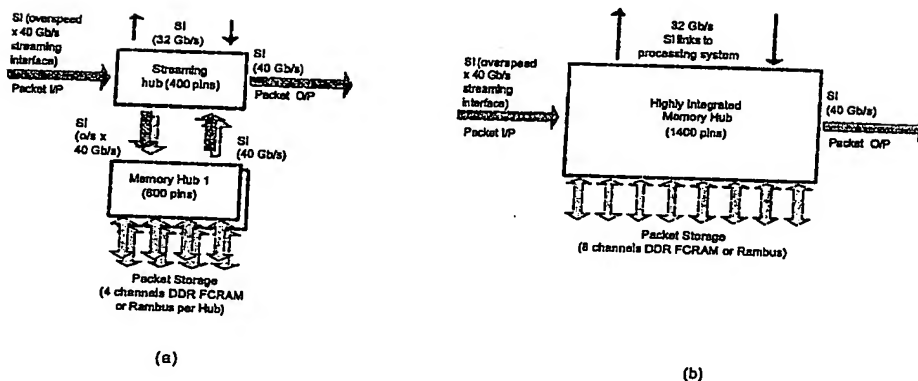 SI (overspeed
x 40 Gb/s
streaming
interface)
Packet I/P
SI
(32 Gb/s)
Streaming
hub (400 pins)
SI
(40 Gb/s)
Packet O/P
SI
(o/s x
40 Gb/s)
SI
(40 Gb/s)
Memory Hub 1
(800 pins)
Packet Storage
(4 channels DDR FCRAM
or Rambus per Hub)
(a)
32 Gb/s
SI links to
processing system
SI (overspeed
x 40 Gb/s
streaming
interface)
Packet I/P
Highly Integrated
Memory Hub
(1400 pins)
SI
(40 Gb/s)
Packet O/P
Packet Storage
(8 channels DDR FCRAM or Rambus)
(b)